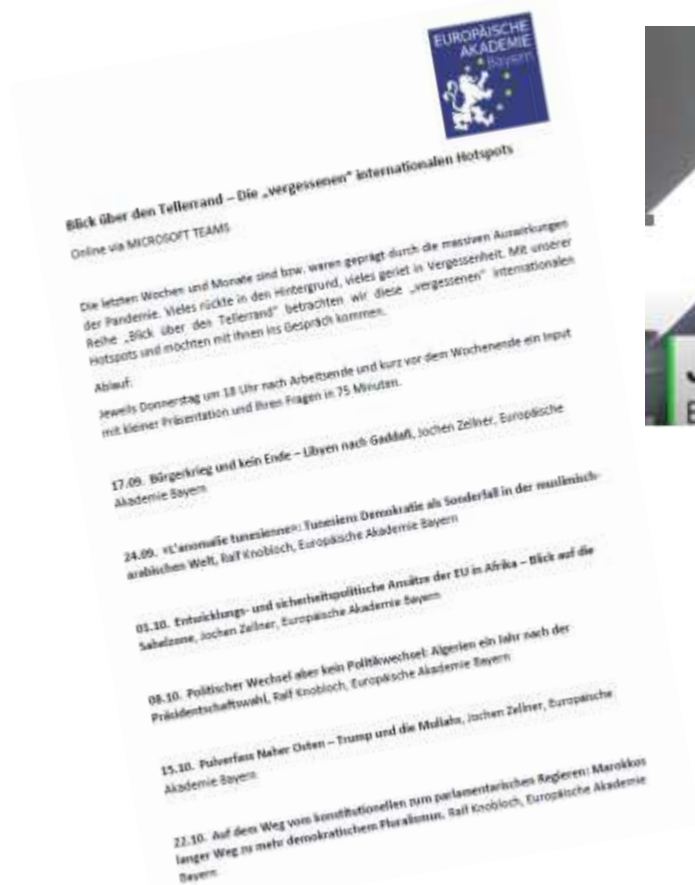 EUROPÄISCHE
AKADEMIE
Bayern
Blick über den Tellerrand – Die „vergessenen" internationalen Hotspots
Online via MICROSOFT TEAMS
Die letzten Wochen und Monate sind bzw. waren geprägt durch die massiven Auswirkungen
der Pandemie. Vieles rückte in den Hintergrund, vieles geriet in Vergessenheit. Mit unserer
Reihe „Blick über den Tellerrand" betrachten wir diese „vergessenen" internationalen
Hotspots und möchten mit Ihnen ins Gespräch kommen.
Ablauf:
Jeweils Donnerstag um 18 Uhr nach Arbeitsende und kurz vor dem Wochenende ein Input
mit kleiner Präsentation und Ihren Fragen in 75 Minuten.
17.09. Bürgerkrieg und kein Ende – Libyen nach Gaddafi, Jochen Zellner, Europäische
Akademie Bayern
24.09. «L'anomalie tunesienne»: Tunesiens Demokratie als Sonderfall in der muslimisch-
arabischen Welt, Ralf Knobloch, Europäische Akademie Bayern
01.10. Entwicklungs- und sicherheitspolitische Ansätze der EU in Afrika – Blick auf die
Sahelzone, Jochen Zellner, Europäische Akademie Bayern
08.10. Politischer Wechsel aber kein Politikwechsel: Algerien ein Jahr nach der
Präsidentschaftswahl, Ralf Knobloch, Europäische Akademie Bayern
15.10. Pulverfass Naher Osten – Trump und die Mullahs, Jochen Zellner, Europäische
Akademie Bayern
22.10. Auf dem Weg vom konstitutionellen zum parlamentarischen Regieren: Marokkos
langer Weg zu mehr demokratischem Pluralismus, Ralf Knobloch, Europäische Akademie
Bayern